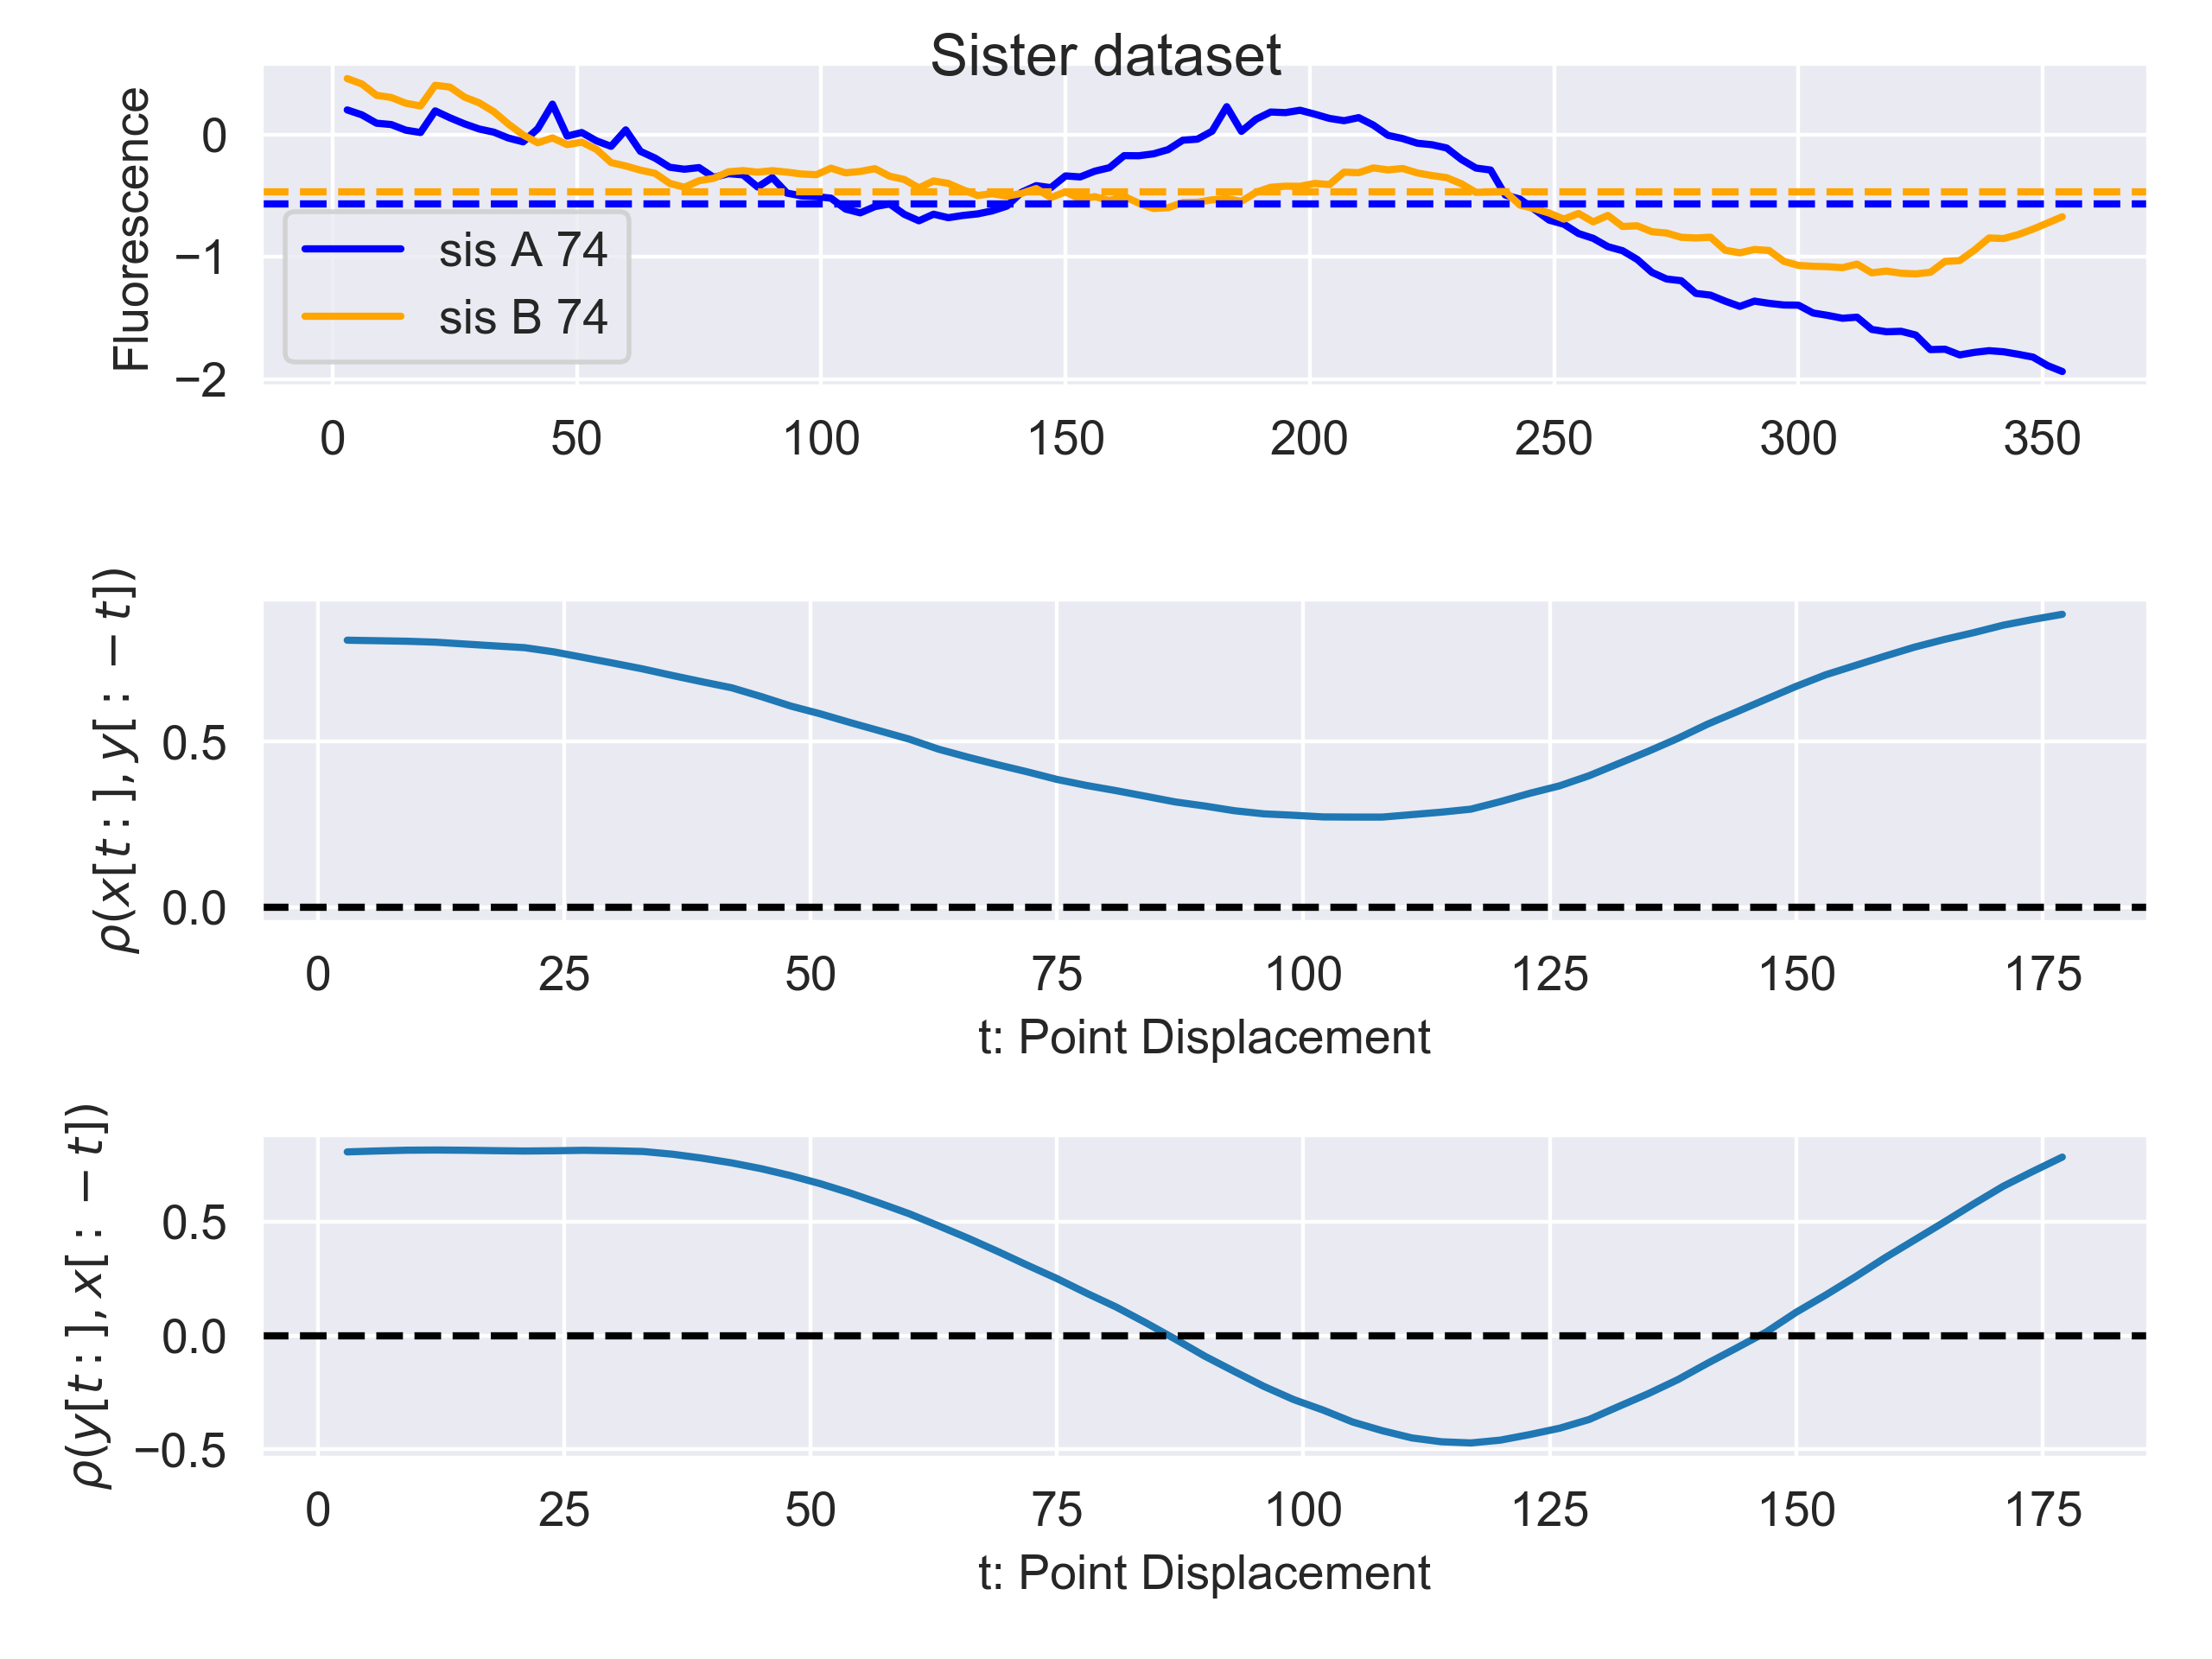 Sister dataset
Fluorescence
0
−1
−2
sis A 74
sis B 74
0 50 100 150 200 250 300 350
ρ(x[t:], y[: − t])
0.5
0.0
0 25 50 75 100 125 150 175
t: Point Displacement
ρ(y[t:], x[: − t])
0.5
0.0
−0.5
0 25 50 75 100 125 150 175
t: Point Displacement